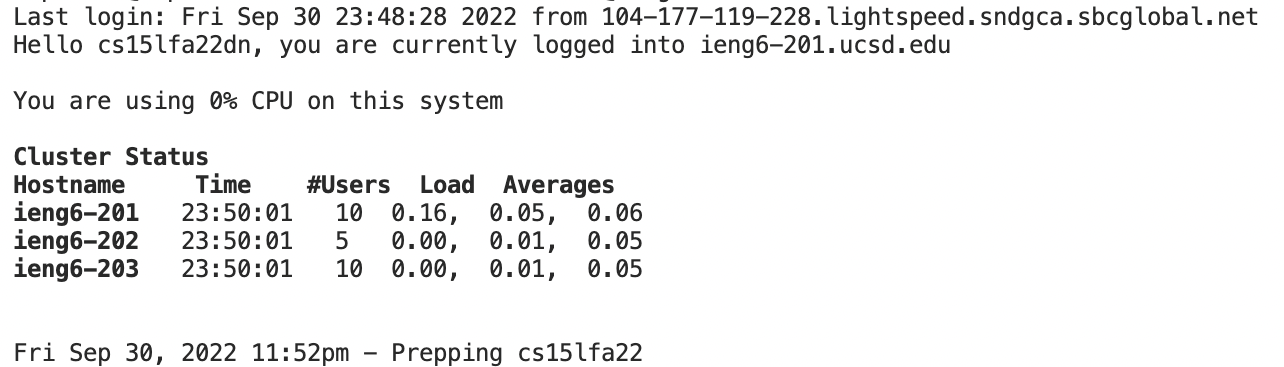 Last login: Fri Sep 30 23:48:28 2022 from 104-177-119-228.lightspeed.sndgca.sbcglobal.net
Hello cs15lfa22dn, you are currently logged into ieng6-201.ucsd.edu
You are using 0% CPU on this system
Cluster Status
Hostname     Time    #Users  Load  Averages
ieng6-201   23:50:01   10  0.16,  0.05,  0.06
ieng6-202   23:50:01   5   0.00,  0.01,  0.05
ieng6-203   23:50:01   10  0.00,  0.01,  0.05
Fri Sep 30, 2022 11:52pm - Prepping cs15lfa22